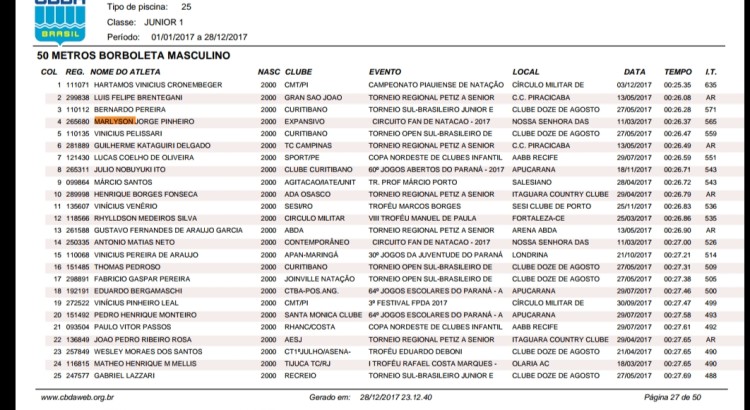 CBDA
BRASIL
Tipo de piscina: 25
Classe: JUNIOR 1
Período: 01/01/2017 a 28/12/2017
50 METROS BORBOLETA MASCULINO
COL REG. NOME DO ATLETA NASC CLUBE EVENTO LOCAL DATA TEMPO I.T.
1 111071 HARTAMOS VINICIUS CRONEMBEGER 2000 CMT/PI CAMPEONATO PIAUIENSE DE NATAÇÃO CÍRCULO MILITAR DE 03/12/2017 00:25.35 635
2 299838 LUIS FELIPE BRENTEGANI 2000 GRAN SAO JOAO TORNEIO REGIONAL PETIZ A SENIOR C.C. PIRACICABA 13/05/2017 00:26.08 AR
3 110112 BERNARDO PEREIRA 2000 CURITIBANO TORNEIO SUL-BRASILEIRO JUNIOR E CLUBE DOZE DE AGOSTO 27/05/2017 00:26.28 571
4 265680 MARLYSON JORGE PINHEIRO 2000 EXPANSIVO CIRCUITO FAN DE NATACAO - 2017 NOSSA SENHORA DAS 11/03/2017 00:26.37 565
5 110135 VINICIUS PELISSARI 2000 CURITIBANO TORNEIO OPEN SUL-BRASILEIRO DE CLUBE DOZE DE AGOSTO 27/05/2017 00:26.47 559
6 281889 GUILHERME KATAGUIRI DELGADO 2000 TC CAMPINAS TORNEIO REGIONAL PETIZ A SENIOR C.C. PIRACICABA 13/05/2017 00:26.49 AR
7 121430 LUCAS COELHO DE OLIVEIRA 2000 SPORT/PE COPA NORDESTE DE CLUBES INFANTIL AABB RECIFE 29/07/2017 00:26.59 551
8 265311 JULIO NOBUYUKI ITO 2000 CLUBE CURITIBANO 60º JOGOS ABERTOS DO PARANÁ - 2017 APUCARANA 18/11/2017 00:26.71 543
9 099864 MÁRCIO SANTOS 2000 AGITACAO/ATE/UNIT TR. PROF MÁRCIO PORTO SALESIANO 28/04/2017 00:26.72 543
10 289998 HENRIQUE BORGES FONSECA 2000 ADA OSASCO TORNEIO REGIONAL PETIZ A SENIOR ITAGUARA COUNTRY CLUBE 29/04/2017 00:26.79 AR
11 135607 VINÍCIUS VENÉRIO 2000 SESI/RO TROFÉU MARCOS BORGES SESI CLUBE DE PORTO 25/11/2017 00:26.83 536
12 118566 RHYLLDSON MEDEIROS SILVA 2000 CIRCULO MILITAR VIII TROFÉU MANUEL DE PAULA FORTALEZA-CE 25/03/2017 00:26.86 535
13 261588 GUSTAVO FERNANDES DE ARAUJO GARCIA 2000 ABDA TORNEIO REGIONAL PETIZ A SENIOR ARENA ABDA 13/05/2017 00:26.90 AR
14 250335 ANTONIO MATIAS NETO 2000 CONTEMPORÂNEO CIRCUITO FAN DE NATACAO - 2017 NOSSA SENHORA DAS 11/03/2017 00:27.00 526
15 110068 VINICIUS PEREIRA DE ARAUJO 2000 APAN-MARINGÁ 30º JOGOS DA JUVENTUDE DO PARANÁ LONDRINA 21/10/2017 00:27.21 514
16 151485 THOMAS PEDROSO 2000 CURITIBANO TORNEIO OPEN SUL-BRASILEIRO DE CLUBE DOZE DE AGOSTO 27/05/2017 00:27.31 509
17 298891 FABRICIO GASPAR PEREIRA 2000 JOINVILLE NATAÇÃO TORNEIO OPEN SUL-BRASILEIRO DE CLUBE DOZE DE AGOSTO 27/05/2017 00:27.38 505
18 192191 EDUARDO BERGAMASCHI 2000 CTBA-POS.ANG. 64º JOGOS ESCOLARES DO PARANÁ - A APUCARANA 29/07/2017 00:27.46 500
19 272522 VINÍCIUS PINHEIRO LEAL 2000 CMT/PI 3º FESTIVAL FPDA 2017 CÍRCULO MILITAR DE 30/09/2017 00:27.47 499
20 151492 PEDRO HENRIQUE MONTEIRO 2000 SANTA MONICA CLUBE 64º JOGOS ESCOLARES DO PARANÁ - A APUCARANA 29/07/2017 00:27.58 493
21 093504 PAULO VITOR PASSOS 2000 RHANC/COSTA COPA NORDESTE DE CLUBES INFANTIL AABB RECIFE 29/07/2017 00:27.61 492
22 136849 JOAO PEDRO RIBEIRO ROSA 2000 AESJ TORNEIO REGIONAL PETIZ A SENIOR ITAGUARA COUNTRY CLUBE 29/04/2017 00:27.65 AR
23 257849 WESLEY MORAES DOS SANTOS 2000 CT1ªJULHO/ASENA- TROFÉU EDUARDO DEBONI CLUBE DOZE DE AGOSTO 21/04/2017 00:27.65 490
24 116815 MATHEO HENRIQUE M MELLIS 2000 TIJUCA TC/RJ I TROFÉU RAFAEL COSTA MARQUES - OLARIA AC 18/03/2017 00:27.65 490
25 247577 GABRIEL LAZZARI 2000 RECREIO TORNEIO SUL-BRASILEIRO JUNIOR E CLUBE DOZE DE AGOSTO 27/05/2017 00:27.69 488
www.cbdaweb.org.br Gerado em: 28/12/2017 23.12.40 Página 27 de 50